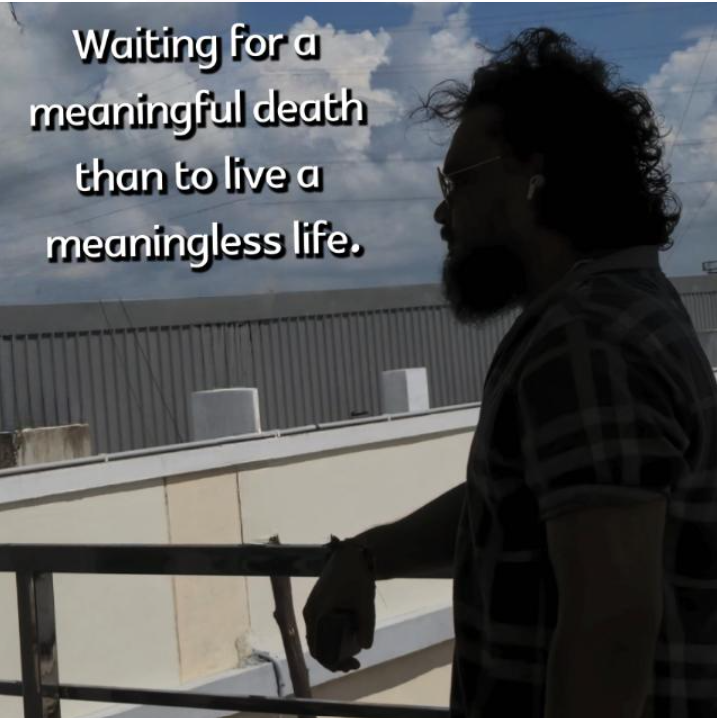 Waiting for a
meaningful death
than to live a
meaningless life.